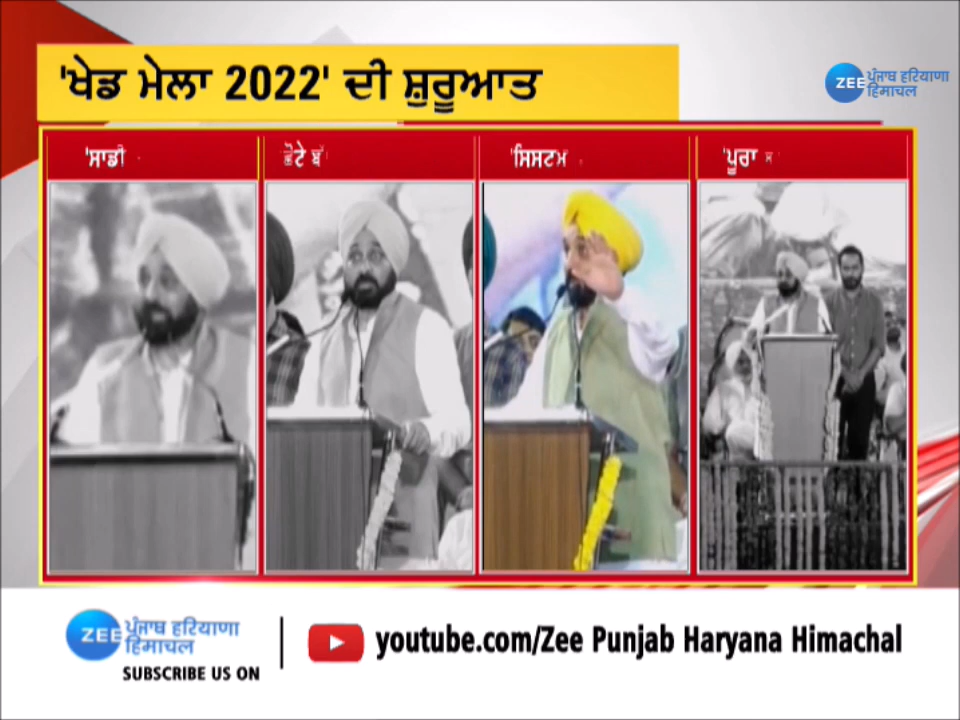 'ਖੇਡ ਮੇਲਾ 2022' ਦੀ ਸ਼ੁਰੂਆਤ
ZEE ਪੰਜਾਬ ਹਰਿਆਣਾ
ਹਿਮਾਚਲ
'ਸਾਡੀ
'ਸਿਸਟਮ
'ਪੂਰਾ
ZEE ਪੰਜਾਬ ਹਰਿਆਣਾ
ਹਿਮਾਚਲ
SUBSCRIBE US ON
youtube.com/Zee Punjab Haryana Himachal